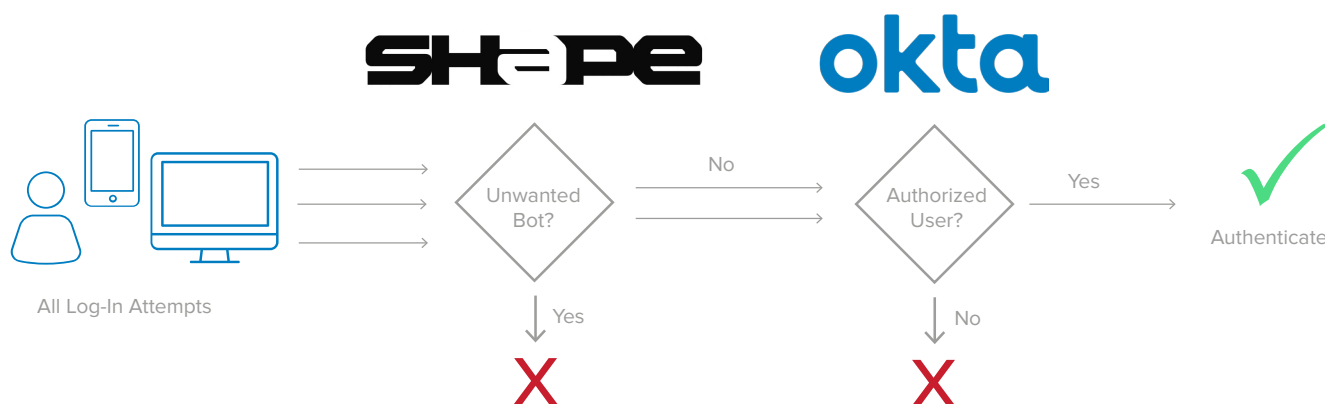 SHAPE
okta
No
Yes
Unwanted
Bot?
Authorized
User?
Authenticate
All Log-In Attempts
Yes
No
X
X